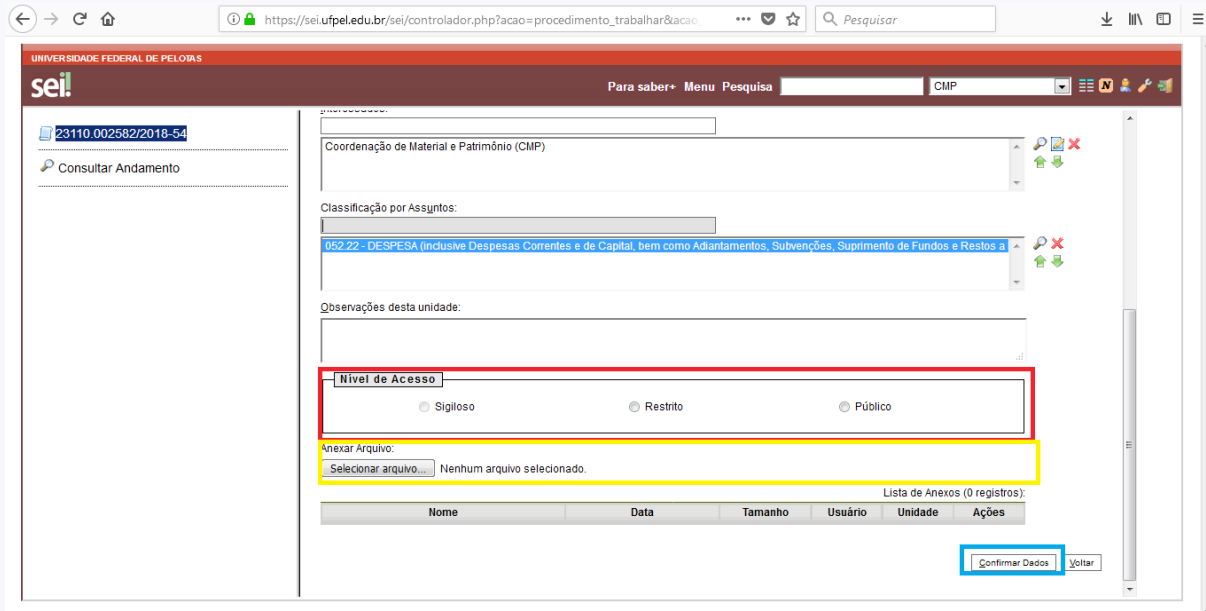 https://sei.ufpel.edu.br/sei/controlador.php?acao=procedimento_trabalhar&acao_
Pesquisar
UNIVERSIDADE FEDERAL DE PELOTAS
sei!
Para saber+ Menu Pesquisa
CMP
N
23110.002582/2018-54
Consultar Andamento
Interessados:
Coordenação de Material e Patrimônio (CMP)
Classificação por Assuntos:
052.22 - DESPESA (inclusive Despesas Correntes e de Capital, bem como Adiantamentos, Subvenções, Suprimento de Fundos e Restos a
Observações desta unidade:
Nível de Acesso
Sigiloso
Restrito
Público
Anexar Arquivo:
Selecionar arquivo... Nenhum arquivo selecionado.
Lista de Anexos (0 registros):
Nome Data Tamanho Usuário Unidade Ações
Confirmar Dados Voltar